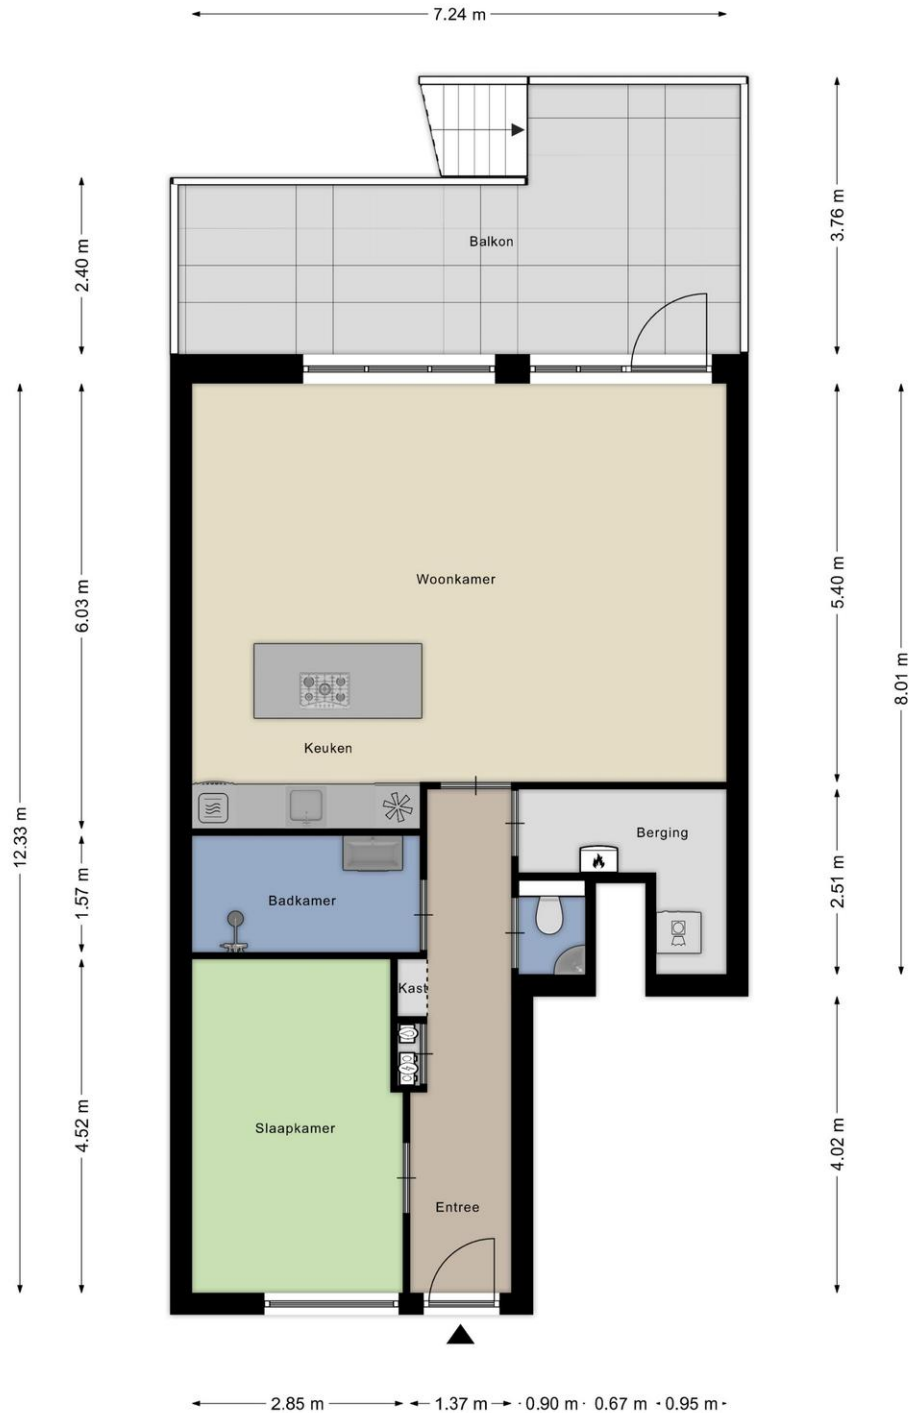 7.24 m
3.76 m
2.40 m
Balkon
6.03 m
5.40 m
Woonkamer
8.01 m
Keuken
12.33 m
Berging
1.57 m
2.51 m
Badkamer
Kast
4.52 m
Slaapkamer
4.02 m
Entree
2.85 m
1.37 m
0.90 m
0.67 m
0.95 m